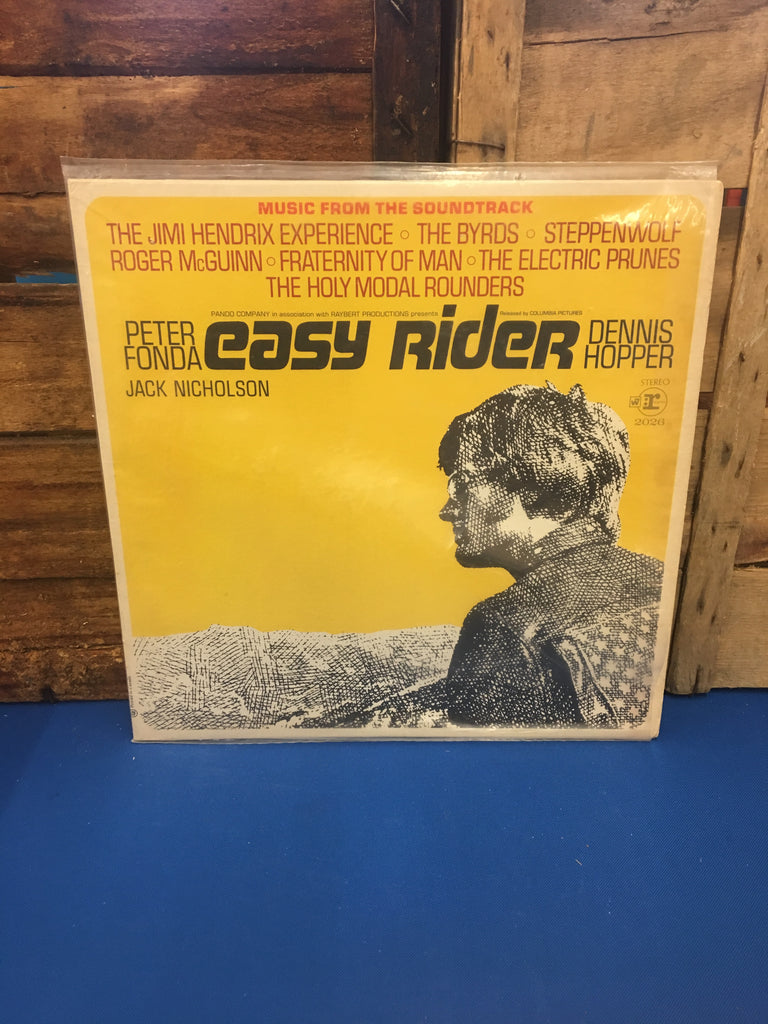 MUSIC FROM THE SOUNDTRACK
THE JIMI HENDRIX EXPERIENCE ○ THE BYRDS ○ STEPPENWOLF
ROGER McGUINN ○ FRATERNITY OF MAN ○ THE ELECTRIC PRUNES
THE HOLY MODAL ROUNDERS
PANDO COMPANY in association with RAYBERT PRODUCTIONS presents
Released by COLUMBIA PICTURES
PETER FONDA
easy Rider
DENNIS HOPPER
JACK NICHOLSON
STEREO
W7 r
2026